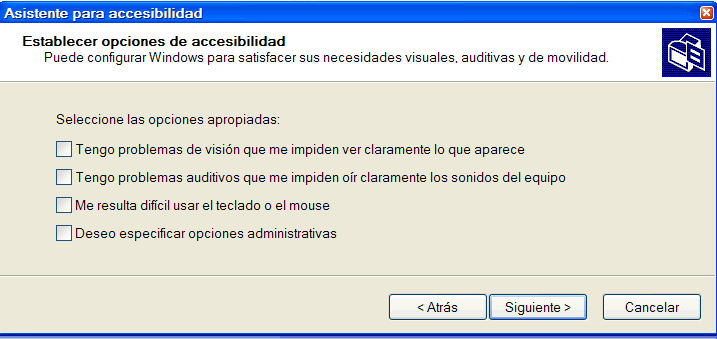 Asistente para accesibilidad
Establecer opciones de accesibilidad
Puede configurar Windows para satisfacer sus necesidades visuales, auditivas y de movilidad.
Seleccione las opciones apropiadas:
Tengo problemas de visión que me impiden ver claramente lo que aparece
Tengo problemas auditivos que me impiden oír claramente los sonidos del equipo
Me resulta difícil usar el teclado o el mouse
Deseo especificar opciones administrativas
< Atrás Siguiente > Cancelar